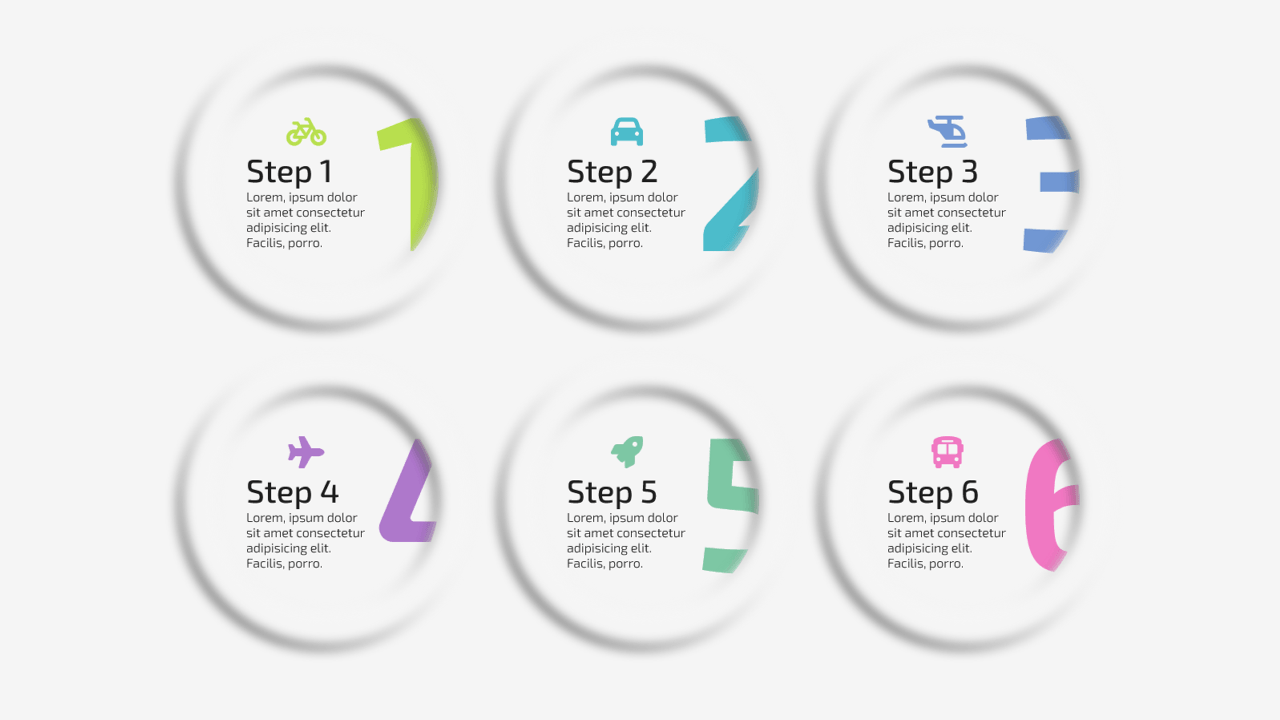 Step 1
Lorem, ipsum dolor
sit amet consectetur
adipisicing elit.
Facilis, porro.
1
Step 2
Lorem, ipsum dolor
sit amet consectetur
adipisicing elit.
Facilis, porro.
2
Step 3
Lorem, ipsum dolor
sit amet consectetur
adipisicing elit.
Facilis, porro.
3
Step 4
Lorem, ipsum dolor
sit amet consectetur
adipisicing elit.
Facilis, porro.
4
Step 5
Lorem, ipsum dolor
sit amet consectetur
adipisicing elit.
Facilis, porro.
5
Step 6
Lorem, ipsum dolor
sit amet consectetur
adipisicing elit.
Facilis, porro.
6